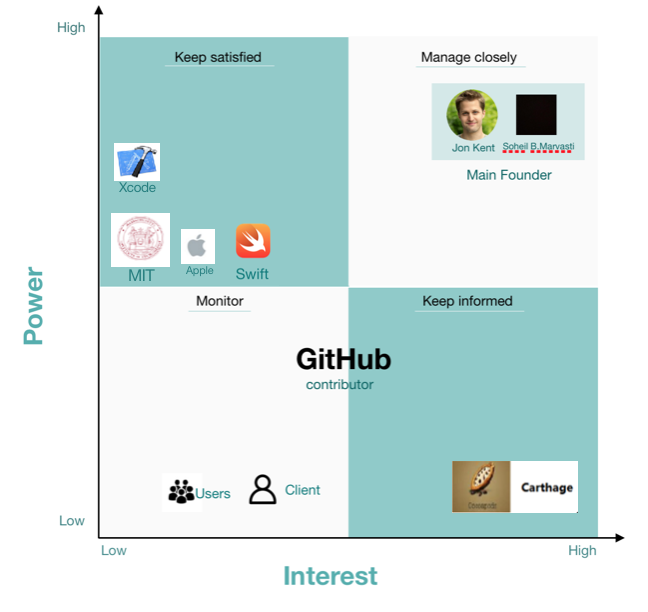 High
Keep satisfied
Manage closely
Jon Kent
Soheil B.Marvasti
Main Founder
Xcode
MIT
Apple
Swift
Power
Monitor
Keep informed
GitHub
contributor
Users
Client
Cocoapods
Carthage
Low
Low
High
Interest